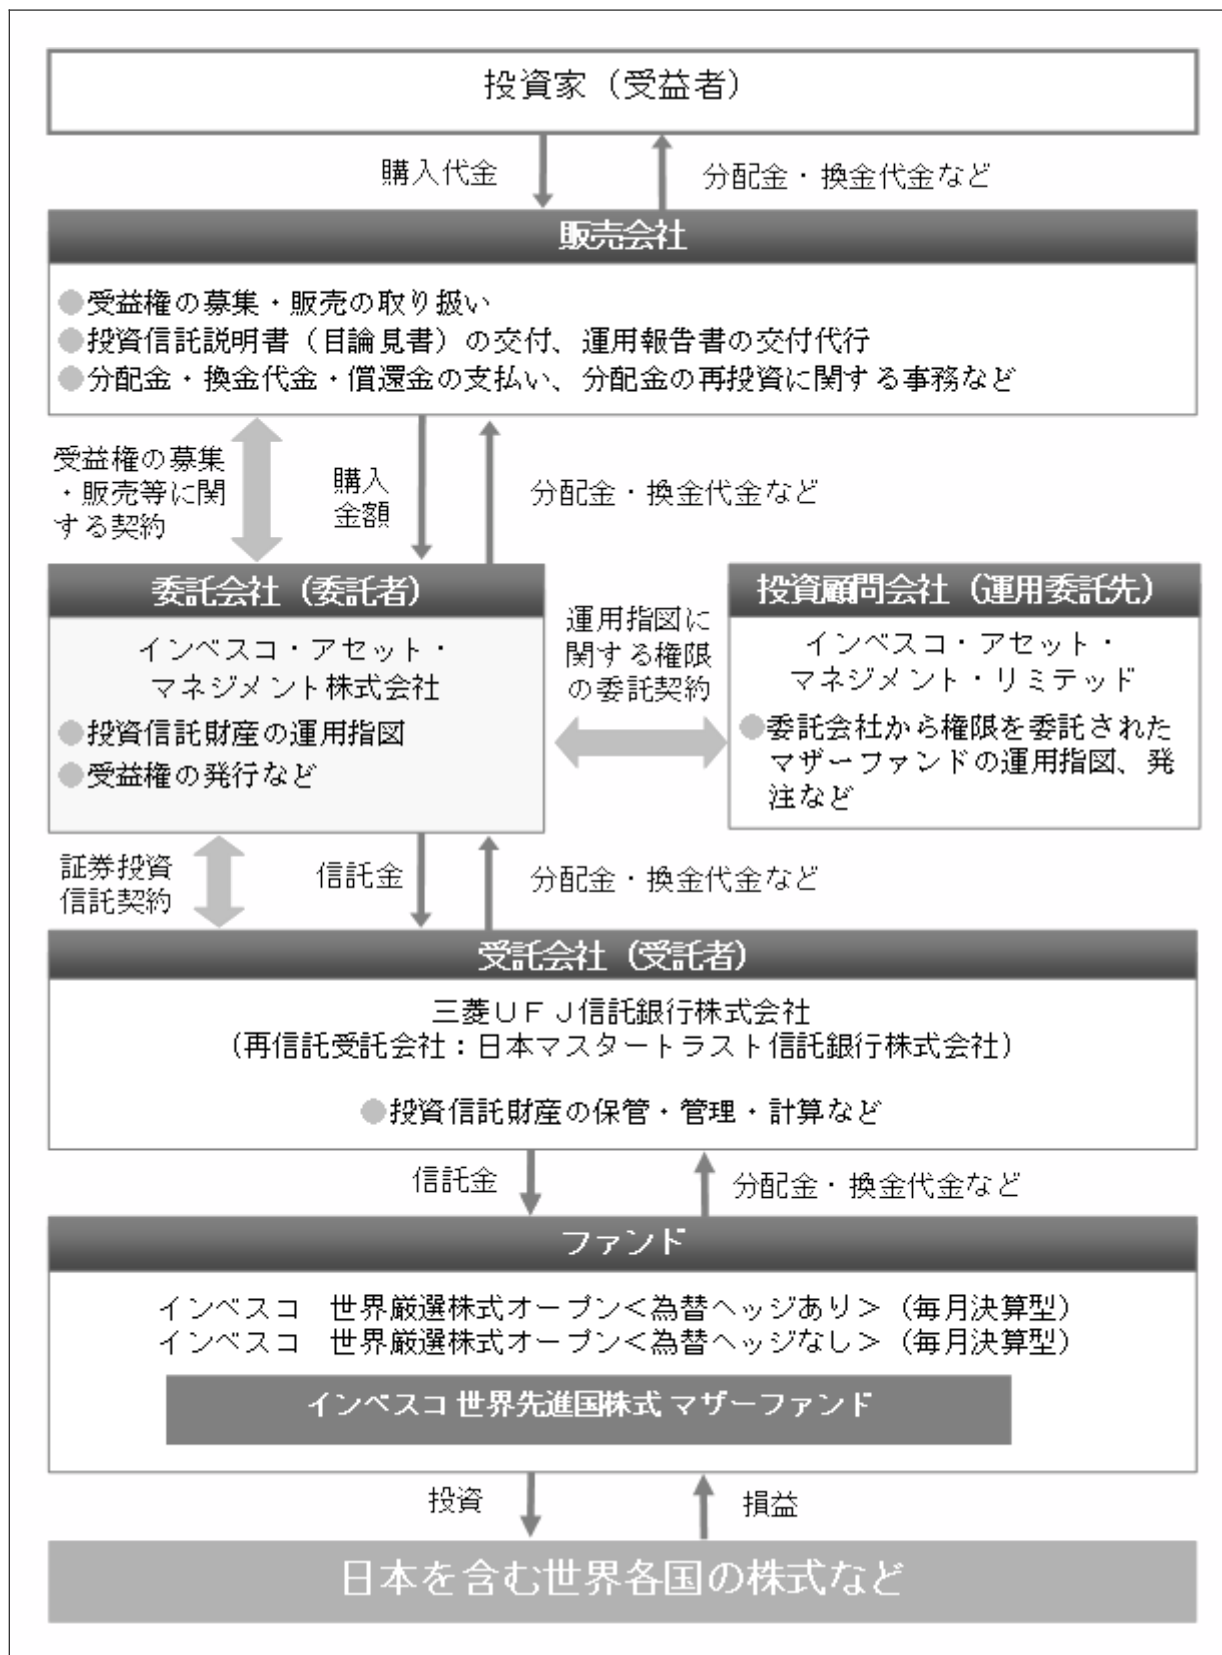 投資家（受益者）
購入代金
分配金・換金代金など
販売会社
●受益権の募集・販売の取り扱い
●投資信託説明書（目論見書）の交付、運用報告書の交付代行
●分配金・換金代金・償還金の支払い、分配金の再投資に関する事務など
受益権の募集
・販売等に関
する契約
購入
金額
分配金・換金代金など
委託会社（委託者）
インベスコ・アセット・
マネジメント株式会社
●投資信託財産の運用指図
●受益権の発行など
運用指図に
関する権限
の委託契約
投資顧問会社（運用委託先）
インベスコ・アセット・
マネジメント・リミテッド
●委託会社から権限を委託された
マザーファンドの運用指図、発
注など
証券投資
信託契約
信託金
分配金・換金代金など
受託会社（受託者）
三菱ＵＦＪ信託銀行株式会社
（再信託受託会社：日本マスタートラスト信託銀行株式会社）
●投資信託財産の保管・管理・計算など
信託金
分配金・換金代金など
ファンド
インベスコ　世界厳選株式オープン＜為替ヘッジあり＞（毎月決算型）
インベスコ　世界厳選株式オープン＜為替ヘッジなし＞（毎月決算型）
インベスコ 世界先進国株式 マザーファンド
投資
損益
日本を含む世界各国の株式など